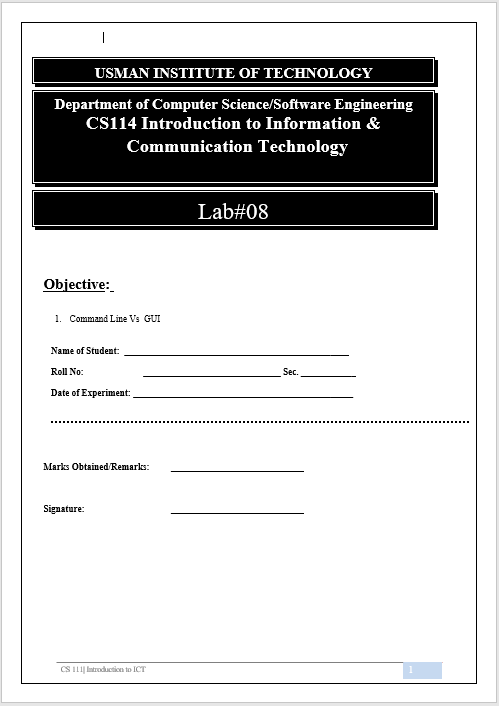 USMAN INSTITUTE OF TECHNOLOGY
Department of Computer Science/Software Engineering
CS114 Introduction to Information &
Communication Technology
Lab#08
Objective:
1. Command Line Vs GUI
Name of Student:
Roll No: Sec.
Date of Experiment:
Marks Obtained/Remarks:
Signature:
CS 111| Introduction to ICT 1